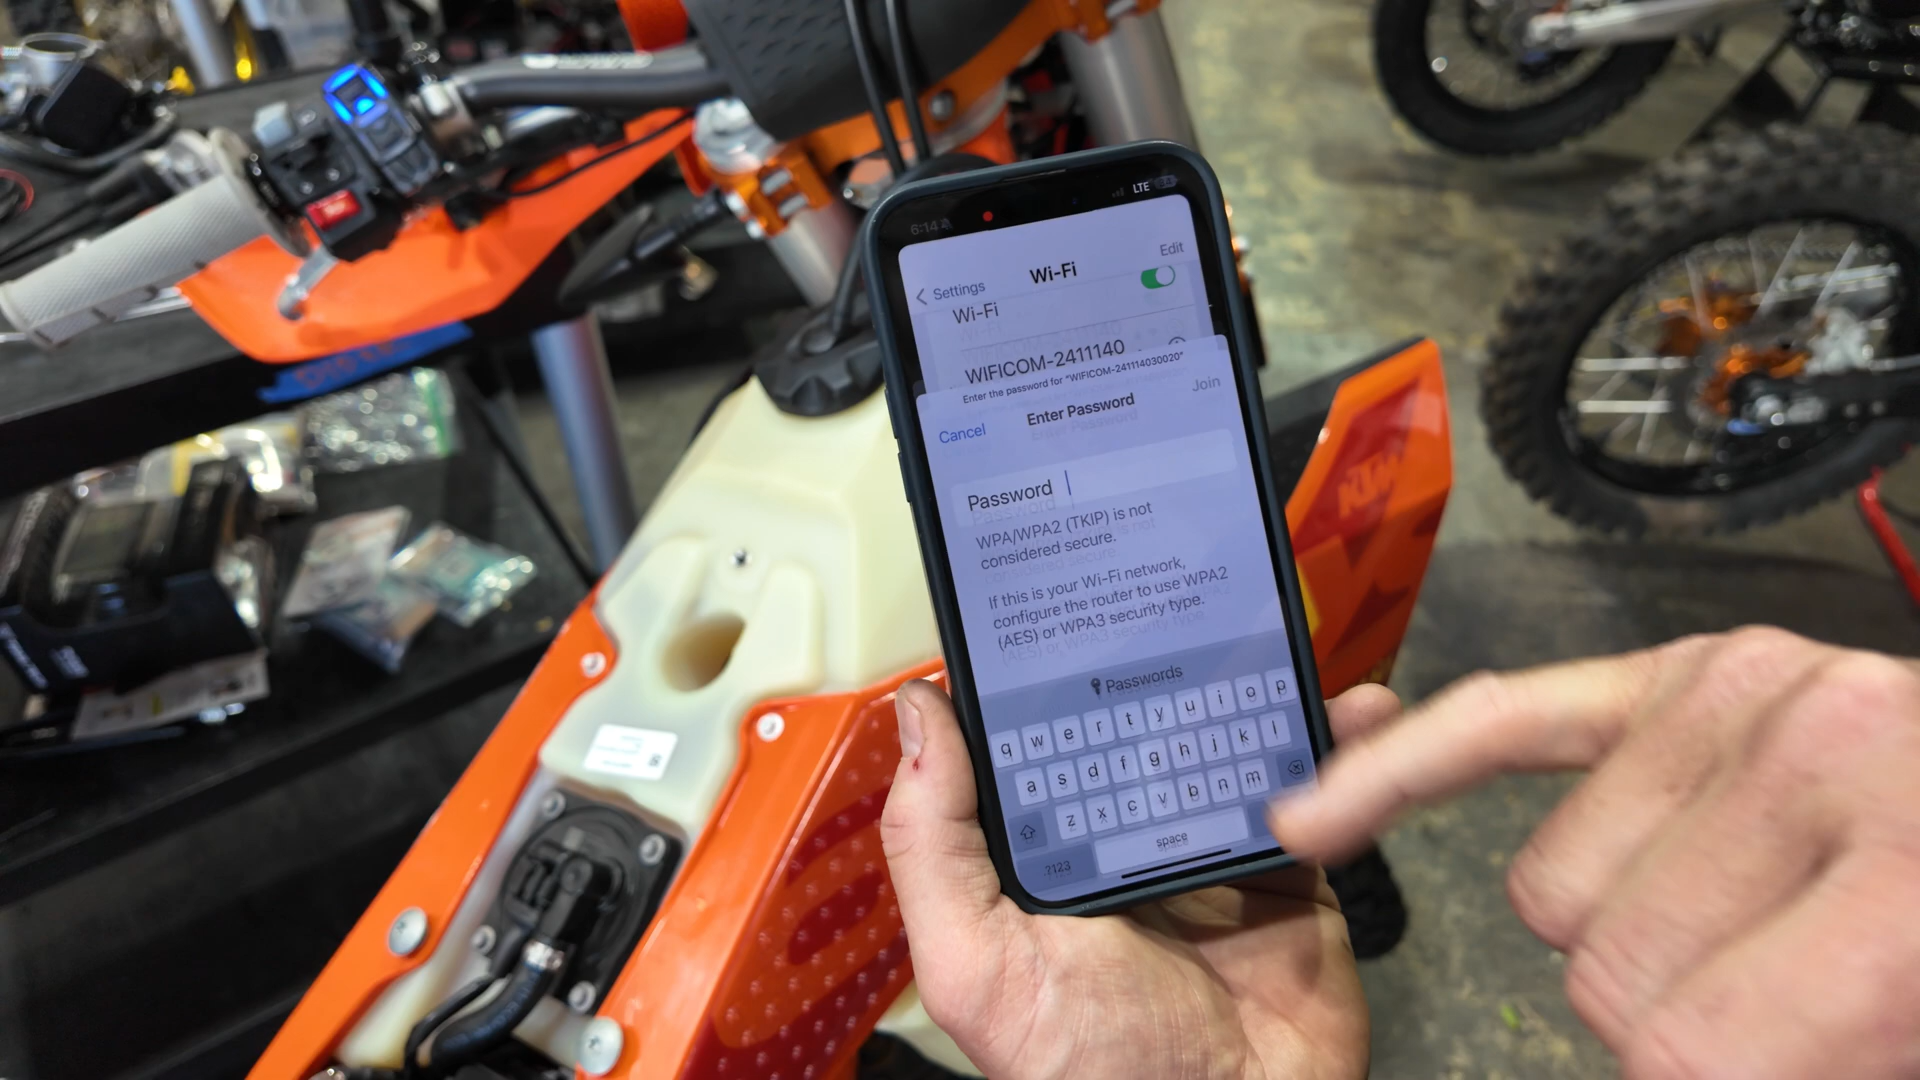 6:14
LTE
Edit
Settings
Wi-Fi
Wi-Fi
WIFICOM-2411140
Enter the password for "WIFICOM-241114030020"
Cancel
Enter Password
Join
Password
WPA/WPA2 (TKIP) is not
considered secure.
If this is your Wi-Fi network,
configure the router to use WPA2
(AES) or WPA3 security type.
Passwords
q w e r t y u i o p
a s d f g h j k l
z x c v b n m
.?123
space
KTM